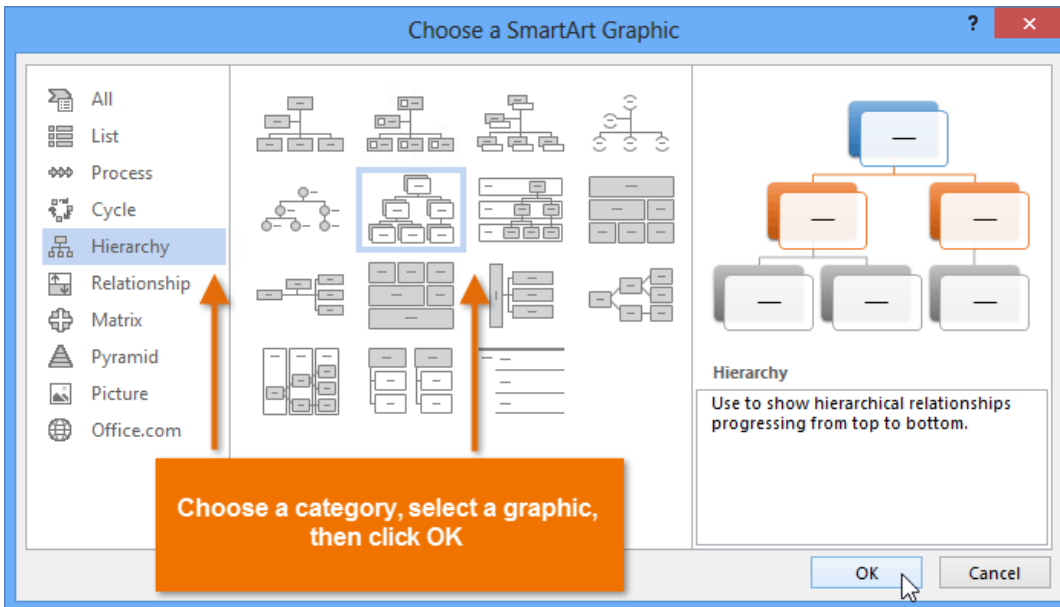 Choose a SmartArt Graphic
?
All
List
Process
Cycle
Hierarchy
Relationship
Matrix
Pyramid
Picture
Office.com
Hierarchy
Use to show hierarchical relationships
progressing from top to bottom.
Choose a category, select a graphic,
then click OK
OK
Cancel